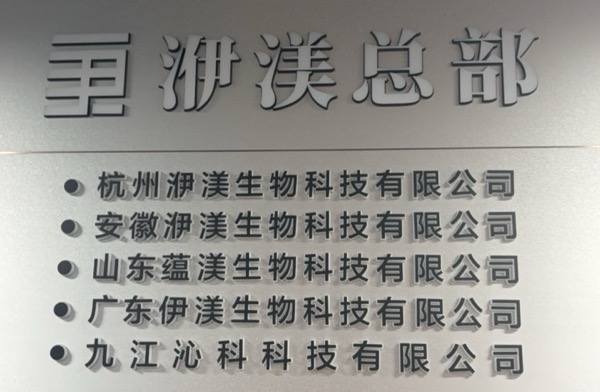 洢渼总部
杭州洢渼生物科技有限公司
安徽洢渼生物科技有限公司
山东蕴渼生物科技有限公司
广东伊渼生物科技有限公司
九江沁科科技有限公司